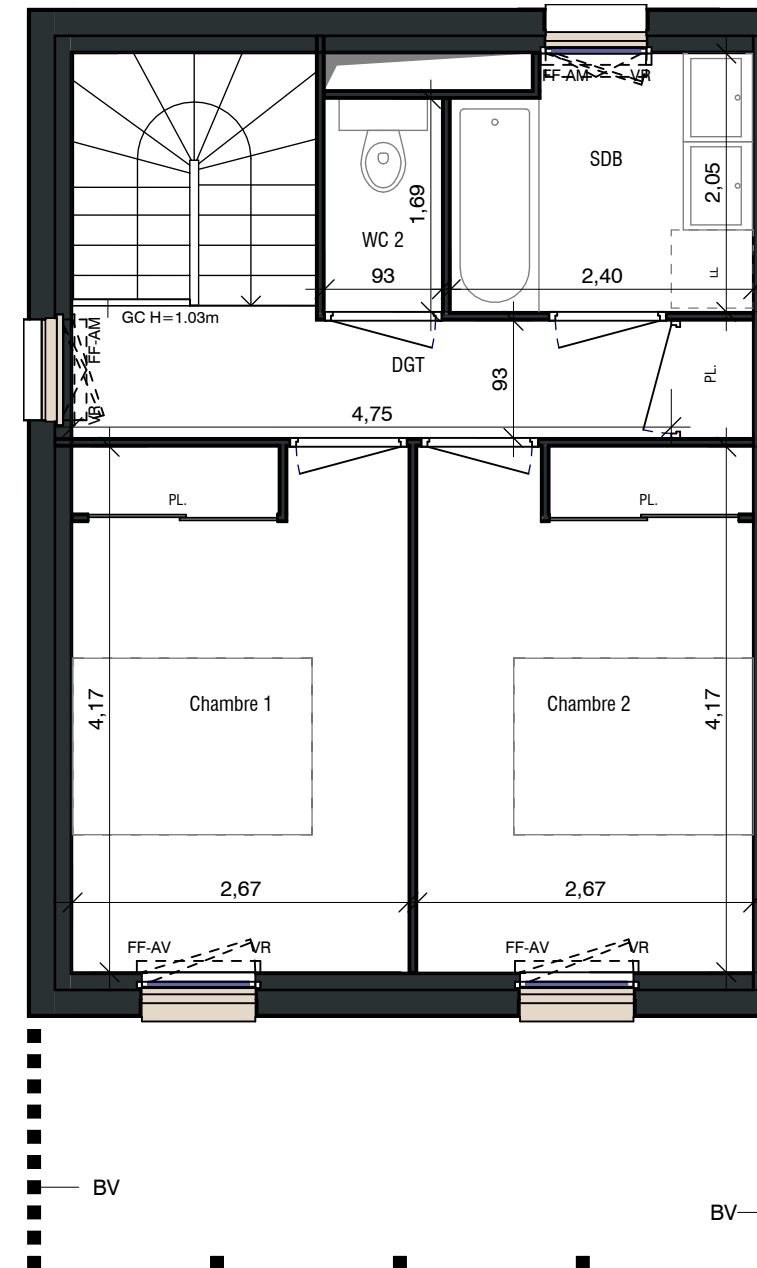 FF-AM VR
SDB
2,05
1,69
WC 2
93
2,40
LL
GC H=1.03m
FF-AM
VR
DGT
93
PL.
4,75
PL.
PL.
4,17
Chambre 1
Chambre 2
4,17
2,67
2,67
FF-AV VR
FF-AV VR
BV
BV